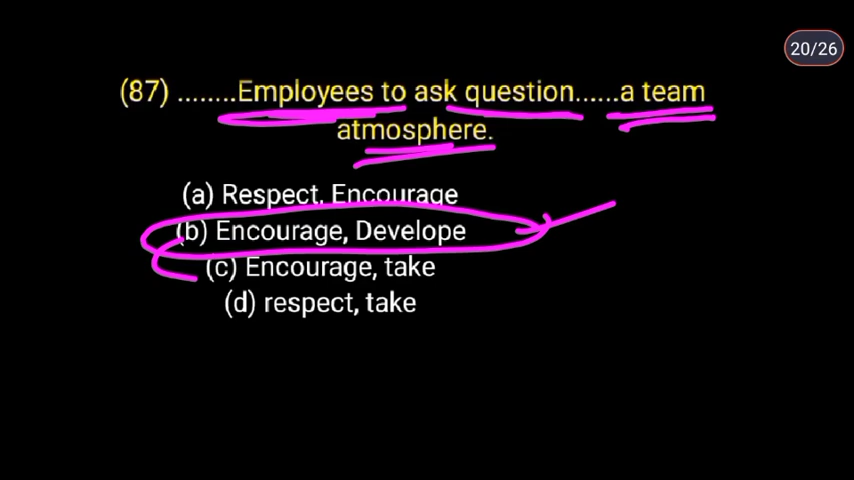 20/26
(87) ........Employees to ask question......a team
atmosphere.
(a) Respect, Encourage
(b) Encourage, Develope
(c) Encourage, take
(d) respect, take